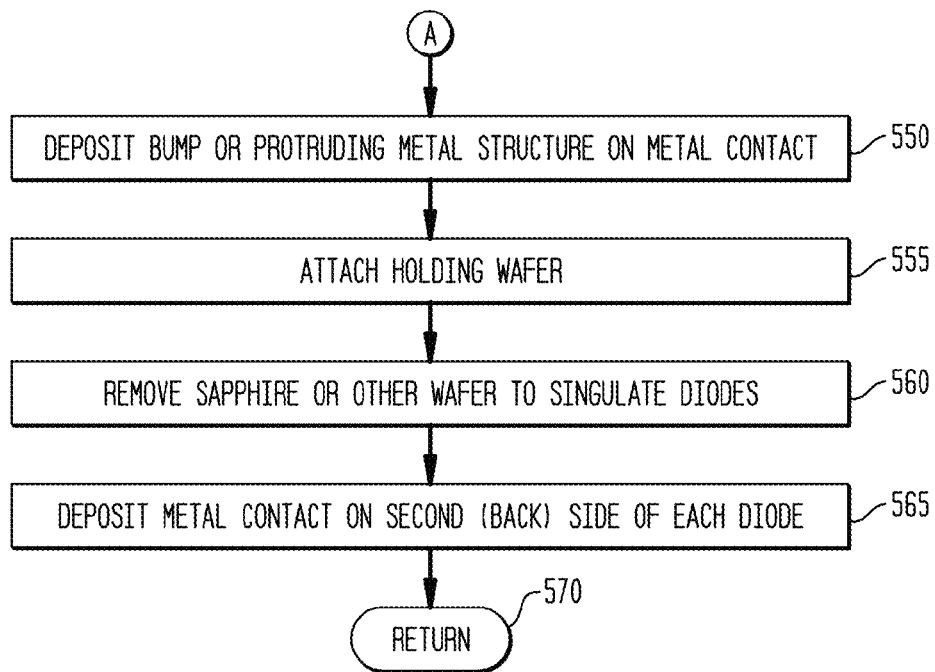 A
DEPOSIT BUMP OR PROTRUDING METAL STRUCTURE ON METAL CONTACT
550
ATTACH HOLDING WAFER
555
REMOVE SAPPHIRE OR OTHER WAFER TO SINGULATE DIODES
560
DEPOSIT METAL CONTACT ON SECOND (BACK) SIDE OF EACH DIODE
565
570
RETURN